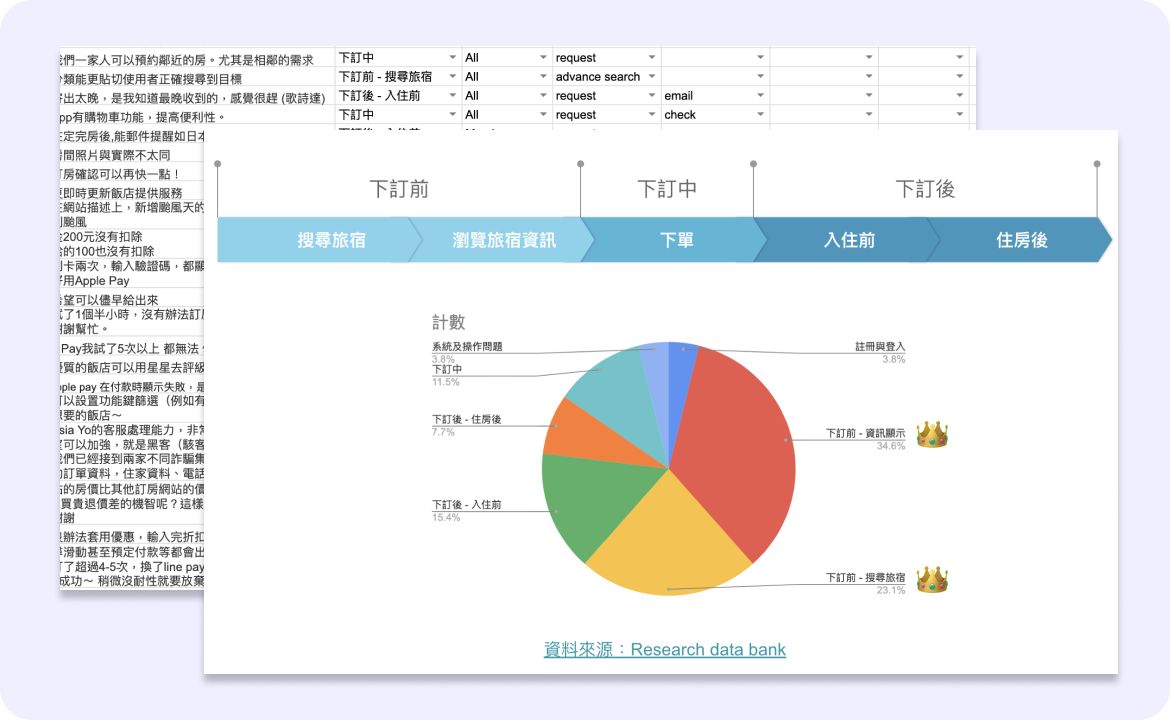 我們一家人可以預約鄰近的房。尤其是相鄰的需求 下訂中 All request
類能更貼切使用者正確搜尋到目標 下訂前 - 搜尋旅宿 All advance search
出太晚，是我知道最晚收到的，感覺很趕 (歌詩達) 下訂後 - 入住前 All request email
pp有購物車功能，提高便利性。 下訂中 All request check
定完房後,能郵件提醒如日本
間照片與實際不太同
房確認可以再快一點！
即時更新飯店提供服務
網站描述上，新增颱風天的
颱風
200元沒有扣除
的100也沒有扣除
卡兩次，輸入驗證碼，都顯
用Apple Pay
望可以儘早給出來
了1個半小時，沒有辦法訂
謝幫忙。
Pay我試了5次以上 都無法
質的飯店可以用星星去評級
ple pay 在付款時顯示失敗，是
可以設置功能鍵篩選（例如有
要的飯店～
sia Yo的客服處理能力，非常
可以加強，就是黑客（駭客
我們已經接到兩家不同詐騙集
訂單資料，住家資料、電話
的房價比其他訂房網站的價
買貴退價差的機智呢？這樣
謝
辦法套用優惠，輸入完折扣
滑動甚至預定付款等都會出
了超過4-5次，換了line pay
成功～ 稍微沒耐性就要放棄
下訂前 下訂中 下訂後
搜尋旅宿 瀏覽旅宿資訊 下單 入住前 住房後
計數
系統及操作問題
3.8%
下訂中
11.5%
下訂後 - 住房後
7.7%
下訂後 - 入住前
15.4%
註冊與登入
3.8%
下訂前 - 資訊顯示
34.6%
下訂前 - 搜尋旅宿
23.1%
資料來源：Research data bank